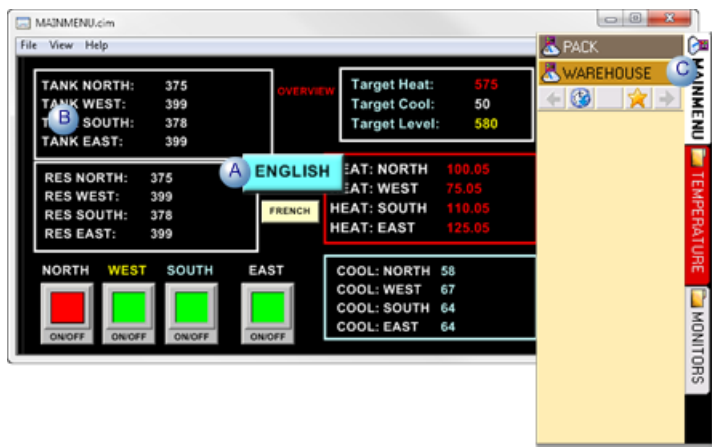 MAINMENU.cim
File View Help
TANK NORTH: 375
TANK WEST: 399
SOUTH: 378
TANK EAST: 399
B
OVERVIEW
Target Heat: 575
Target Cool: 50
Target Level: 580
RES NORTH: 375
RES WEST: 399
RES SOUTH: 378
RES EAST: 399
A
ENGLISH
FRENCH
EAT: NORTH 100.05
EAT: WEST 75.05
HEAT: SOUTH 110.05
HEAT: EAST 125.05
NORTH WEST SOUTH EAST
ON/OFF ON/OFF ON/OFF ON/OFF
COOL: NORTH 58
COOL: WEST 67
COOL: SOUTH 64
COOL: EAST 64
PACK
WAREHOUSE
C
MAINMENU
TEMPERATURE
MONITORS